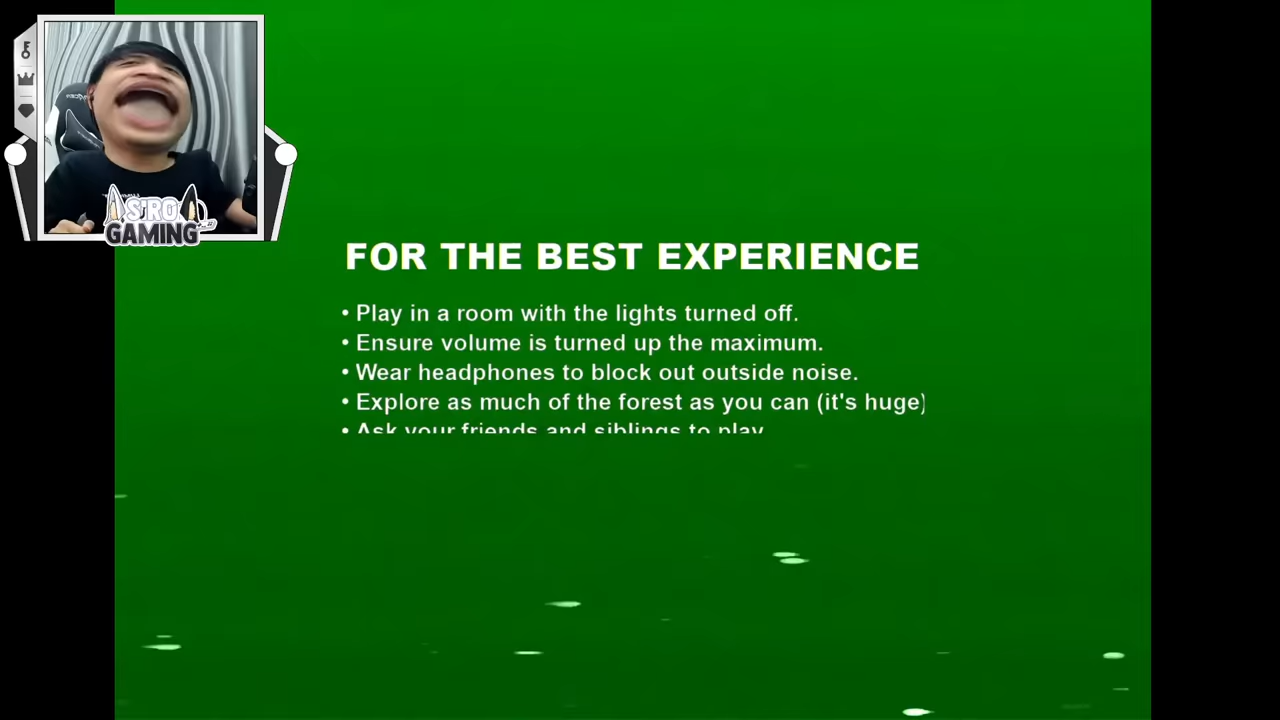 ASTRO
GAMING
FOR THE BEST EXPERIENCE
• Play in a room with the lights turned off.
• Ensure volume is turned up the maximum.
• Wear headphones to block out outside noise.
• Explore as much of the forest as you can (it's huge)
• Ask your friends and siblings to play